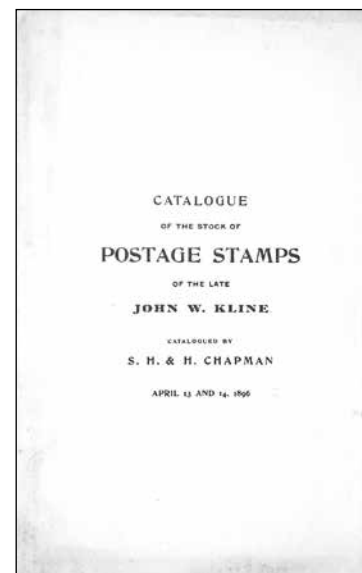 CATALOGUE
OF THE STOCK OF
POSTAGE STAMPS
OF THE LATE
JOHN W. KLINE
CATALOGUED BY
S. H. & H. CHAPMAN
APRIL 13 AND 14, 1896